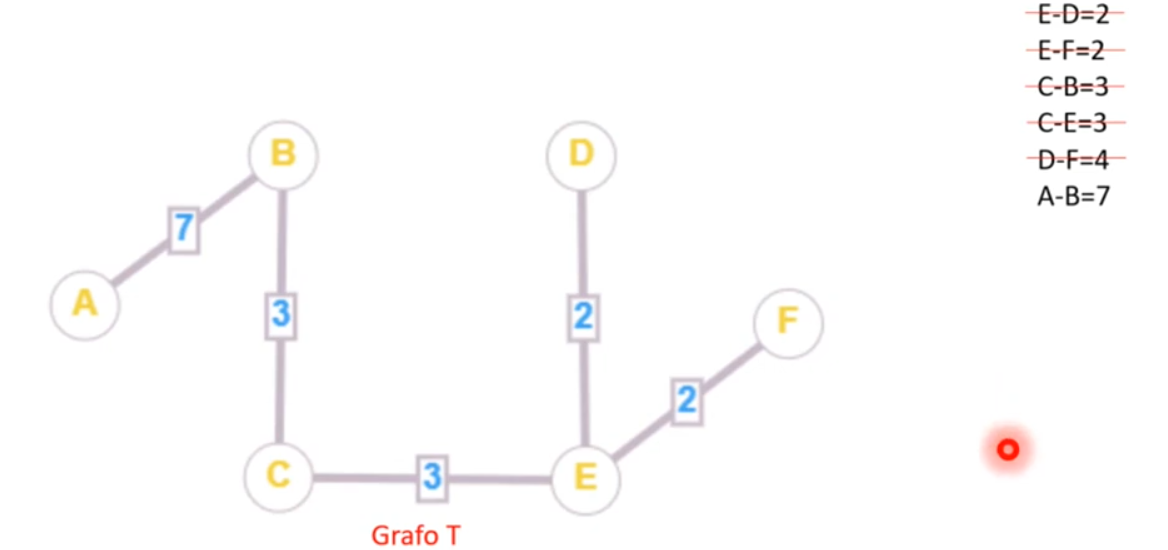 E-D=2
E-F=2
C-B=3
C-E=3
D-F=4
A-B=7
B
D
7
A
3
2
F
2
C
3
E
Grafo T